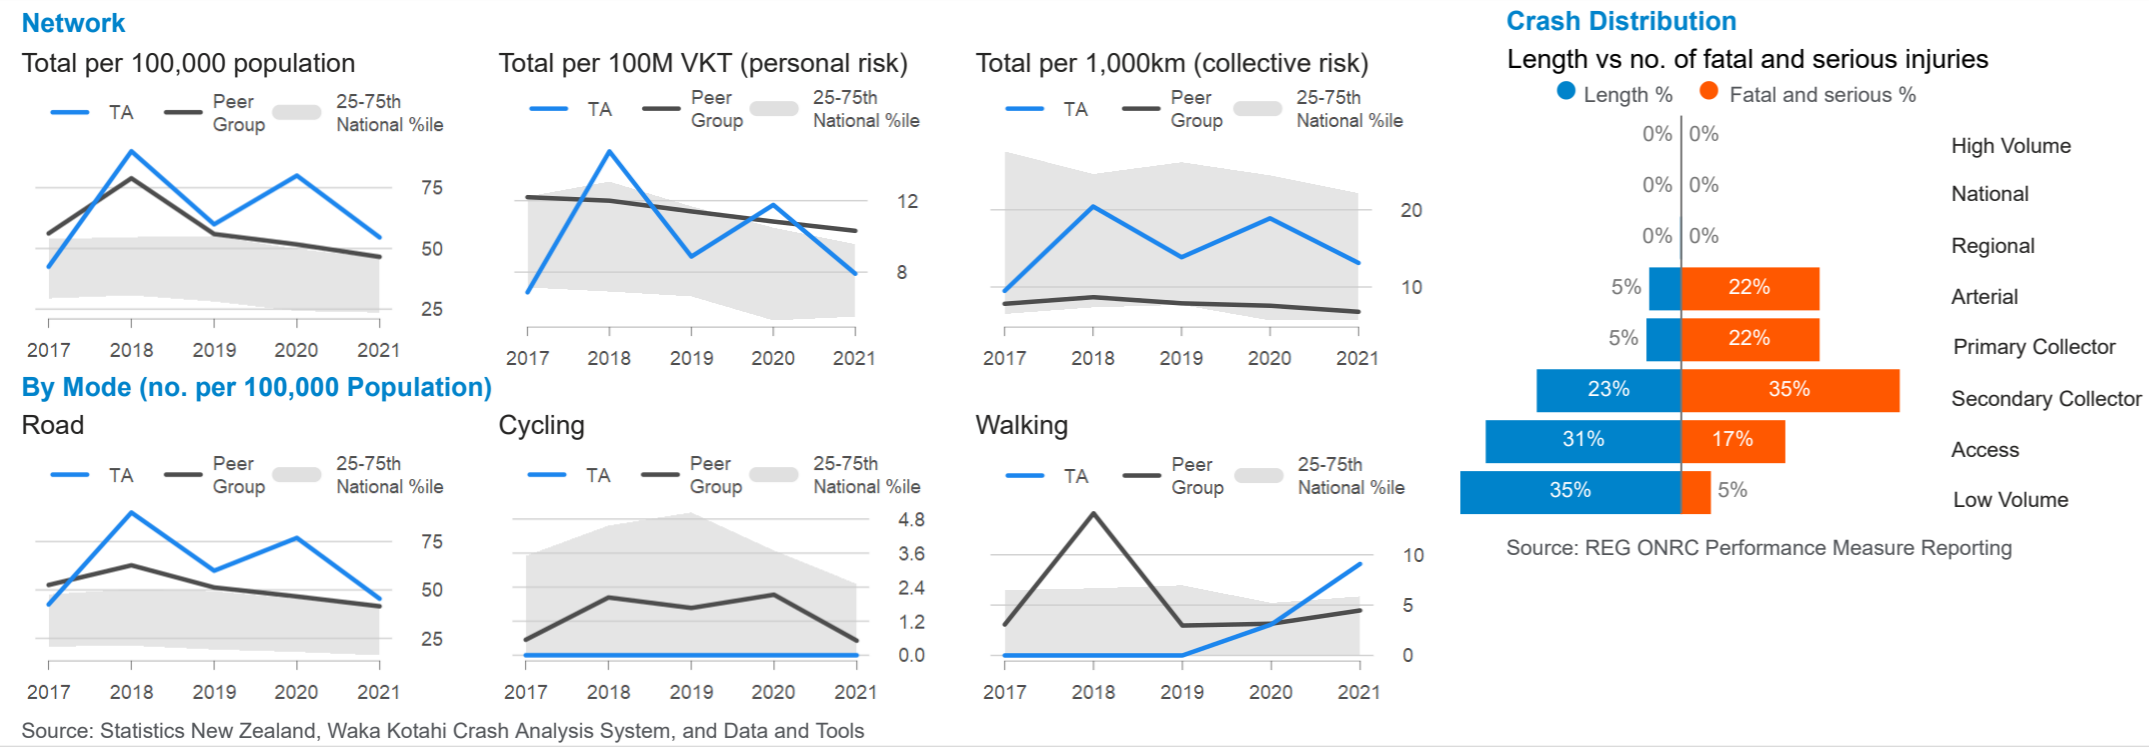 Network
Total per 100,000 population
TA
Peer Group
25-75th National %ile
75
50
25
2017 2018 2019 2020 2021
Total per 100M VKT (personal risk)
TA
Peer Group
25-75th National %ile
12
8
2017 2018 2019 2020 2021
Total per 1,000km (collective risk)
TA
Peer Group
25-75th National %ile
20
10
2017 2018 2019 2020 2021
By Mode (no. per 100,000 Population)
Road
TA
Peer Group
25-75th National %ile
75
50
25
2017 2018 2019 2020 2021
Cycling
TA
Peer Group
25-75th National %ile
4.8
3.6
2.4
1.2
0.0
2017 2018 2019 2020 2021
Walking
TA
Peer Group
25-75th National %ile
10
5
0
2017 2018 2019 2020 2021
Source: Statistics New Zealand, Waka Kotahi Crash Analysis System, and Data and Tools
Crash Distribution
Length vs no. of fatal and serious injuries
Length % Fatal and serious %
0% 0% High Volume
0% 0% National
0% 0% Regional
5% 22% Arterial
5% 22% Primary Collector
23% 35% Secondary Collector
31% 17% Access
35% 5% Low Volume
Source: REG ONRC Performance Measure Reporting